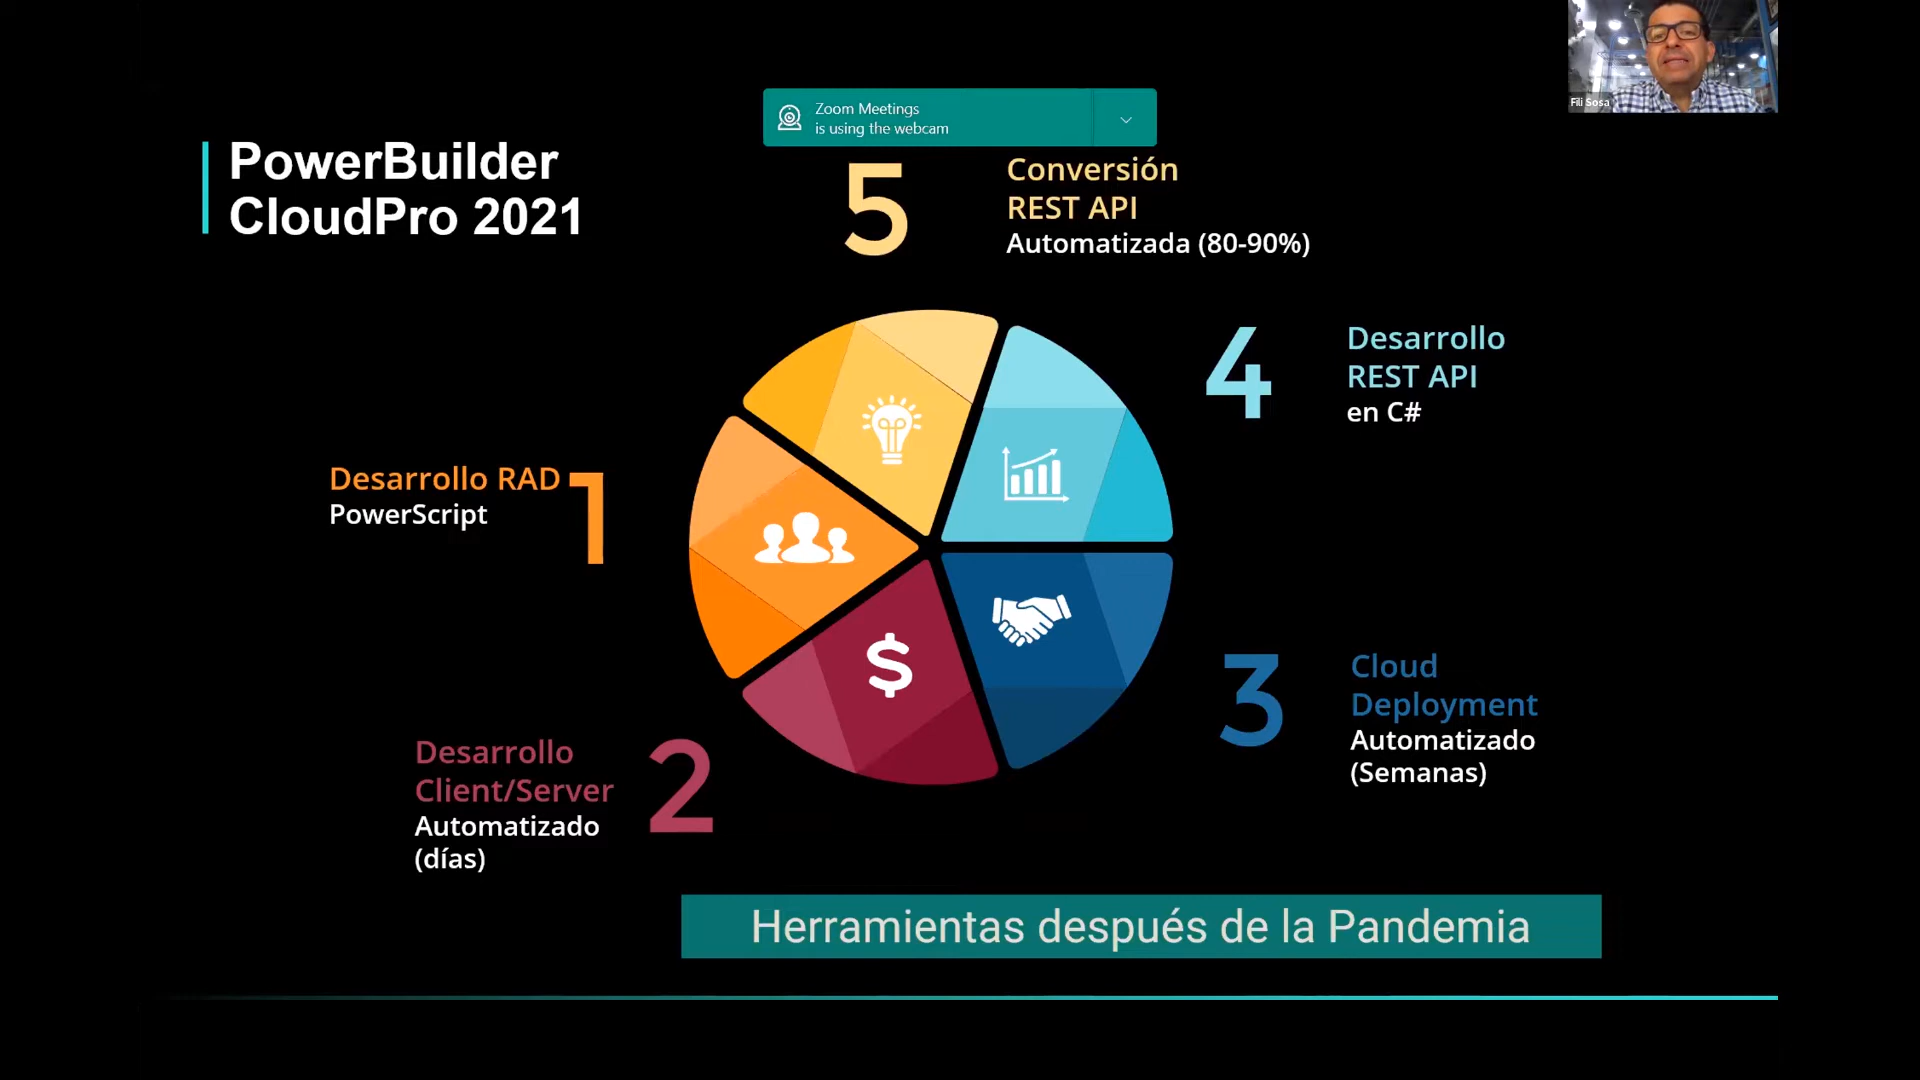 Fili Sosa
Zoom Meetings
is using the webcam
PowerBuilder
CloudPro 2021
5
Conversión
REST API
Automatizada (80-90%)
4
Desarrollo
REST API
en C#
Desarrollo RAD
PowerScript
1
$
3
Cloud
Deployment
Automatizado
(Semanas)
Desarrollo
Client/Server
Automatizado
(días)
2
Herramientas después de la Pandemia